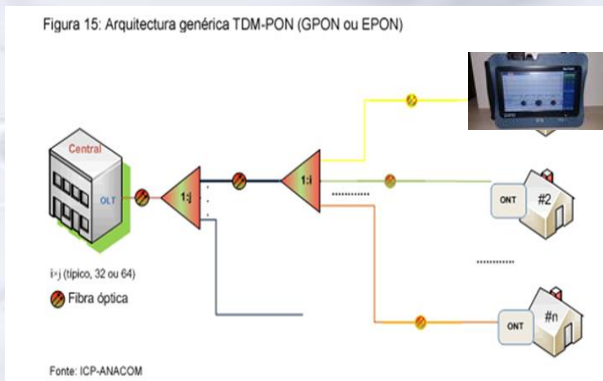 Figura 15: Arquitectura genérica TDM-PON (GPON ou EPON)
Central
OLT
1:j
1:i
ONT
#2
ONT
#n
i×j (típico, 32 ou 64)
Fibra óptica
Fonte: ICP-ANACOM